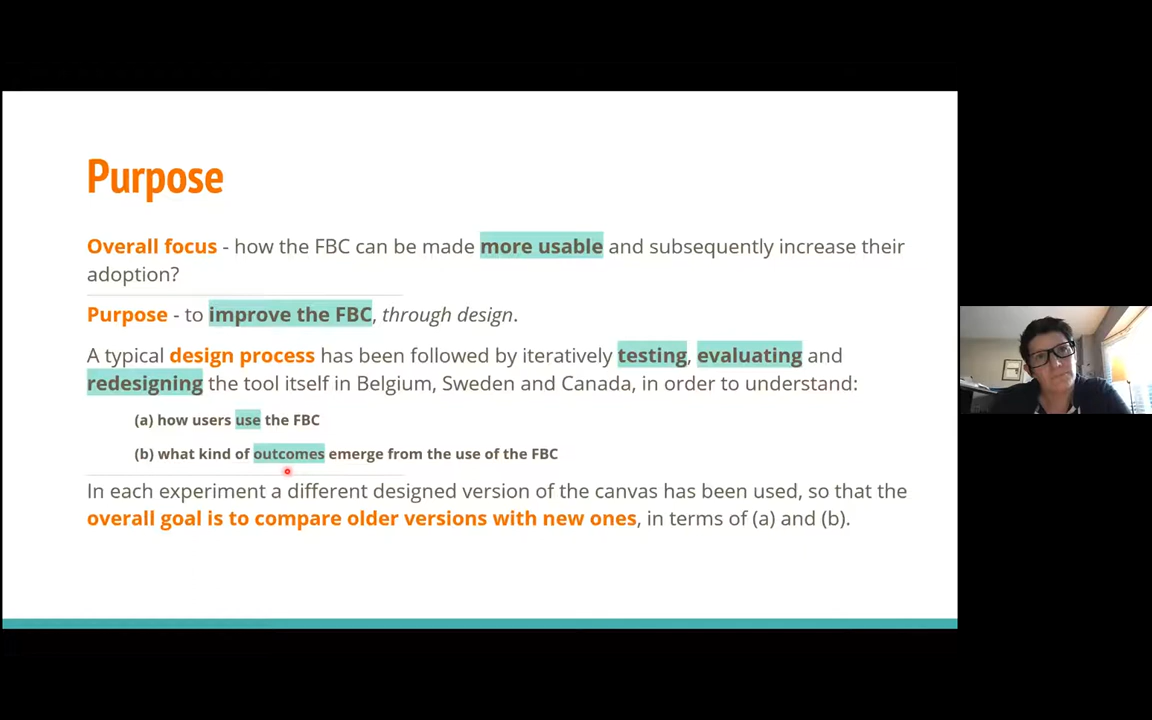 Purpose
Overall focus - how the FBC can be made more usable and subsequently increase their
adoption?
Purpose - to improve the FBC, through design.
A typical design process has been followed by iteratively testing, evaluating and
redesigning the tool itself in Belgium, Sweden and Canada, in order to understand:
(a) how users use the FBC
(b) what kind of outcomes emerge from the use of the FBC
In each experiment a different designed version of the canvas has been used, so that the
overall goal is to compare older versions with new ones, in terms of (a) and (b).